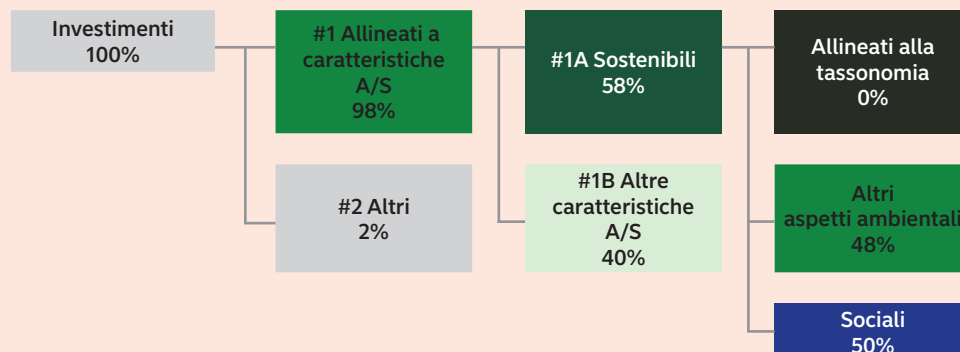 Investimenti
100%
#1 Allineati a
caratteristiche
A/S
98%
#1A Sostenibili
58%
Allineati alla
tassonomia
0%
#2 Altri
2%
#1B Altre
caratteristiche
A/S
40%
Altri
aspetti ambientali
48%
Sociali
50%